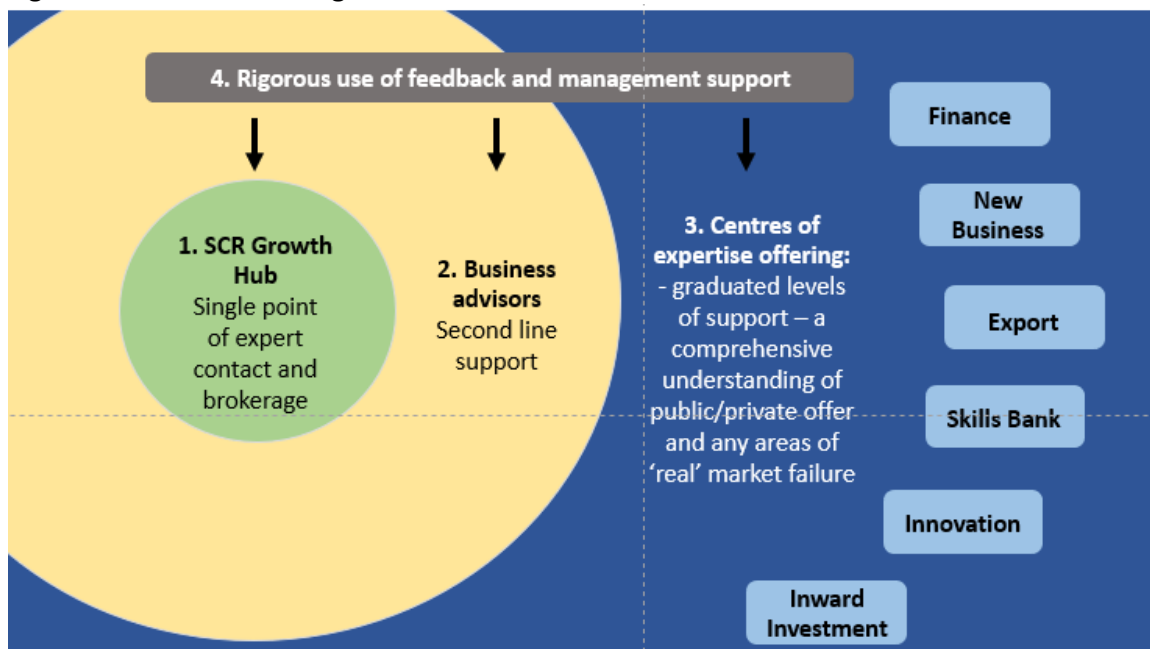 4. Rigorous use of feedback and management support
1. SCR Growth
Hub
Single point
of expert
contact and
brokerage
2. Business
advisors
Second line
support
3. Centres of
expertise offering:
- graduated levels
of support – a
comprehensive
understanding of
public/private offer
and any areas of
‘real’ market failure
Finance
New
Business
Export
Skills Bank
Innovation
Inward
Investment